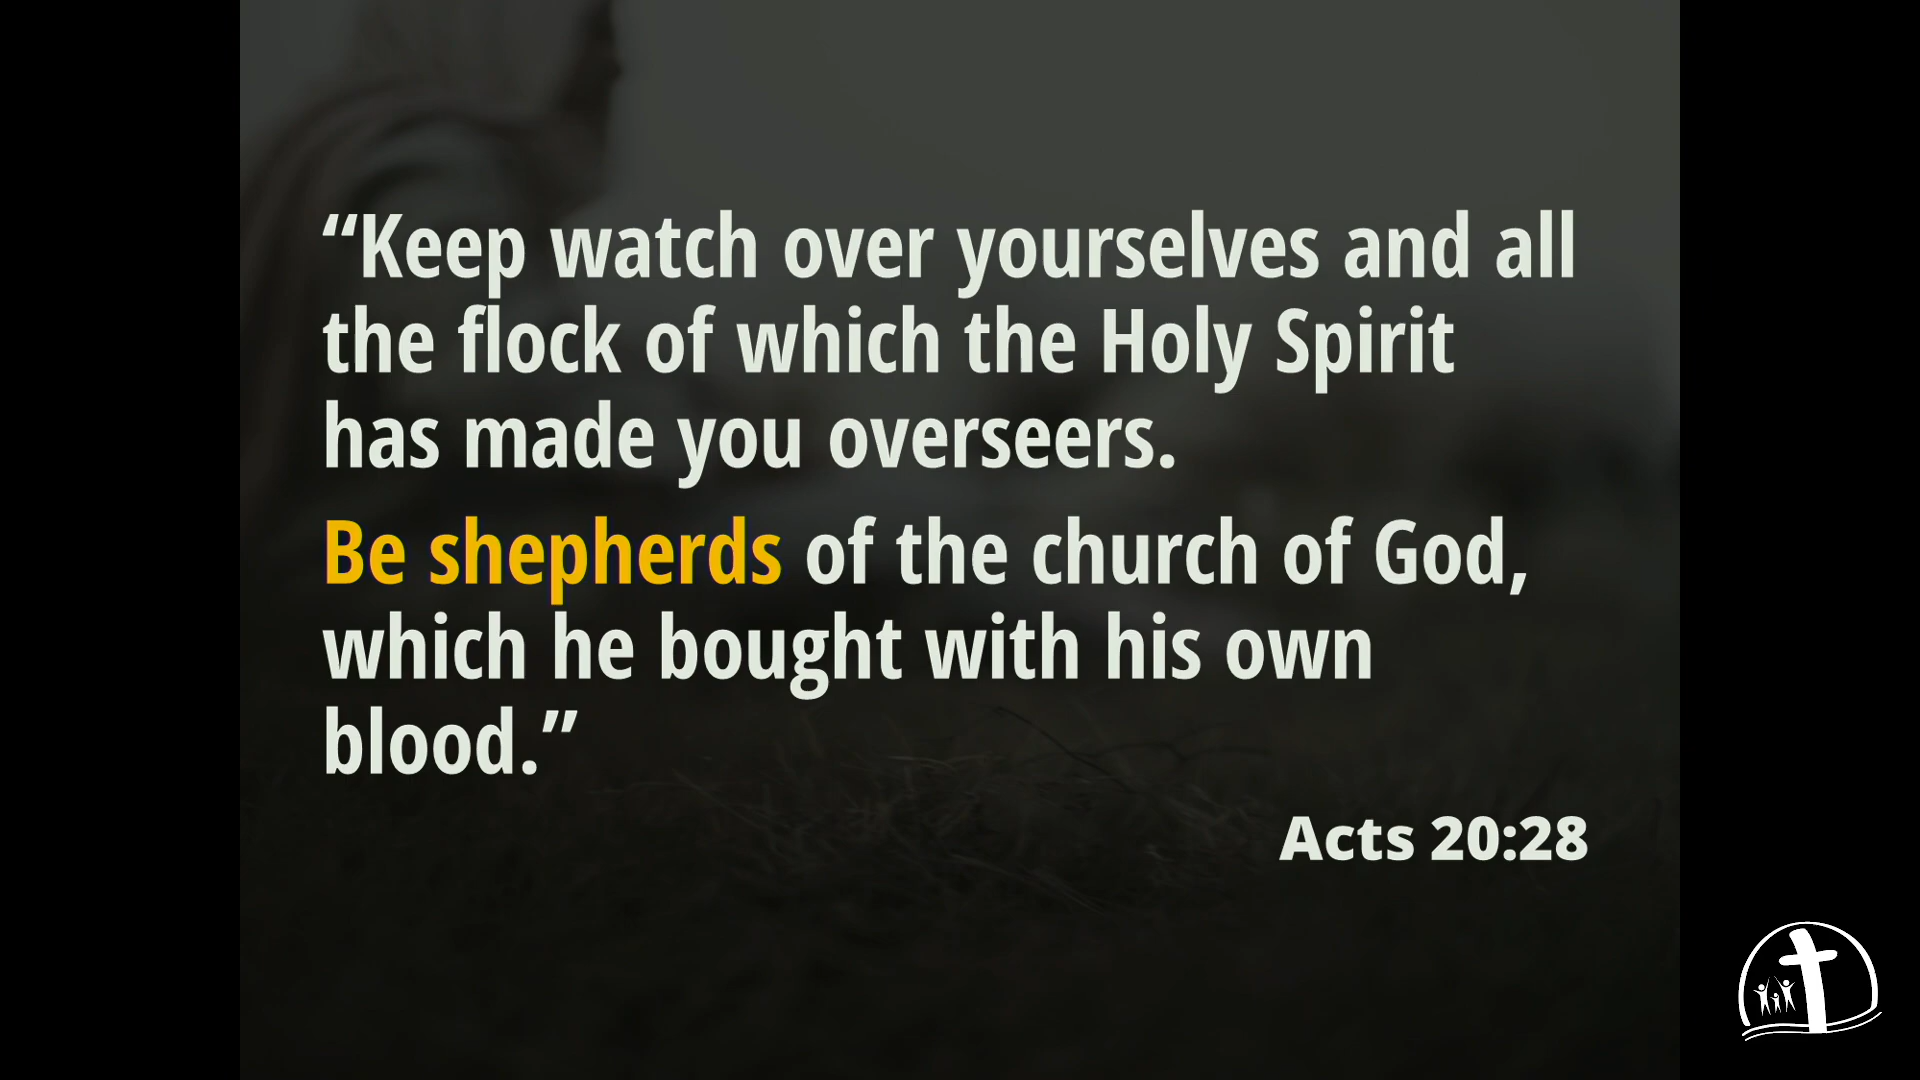 “Keep watch over yourselves and all
the flock of which the Holy Spirit
has made you overseers.
Be shepherds of the church of God,
which he bought with his own
blood.”
Acts 20:28